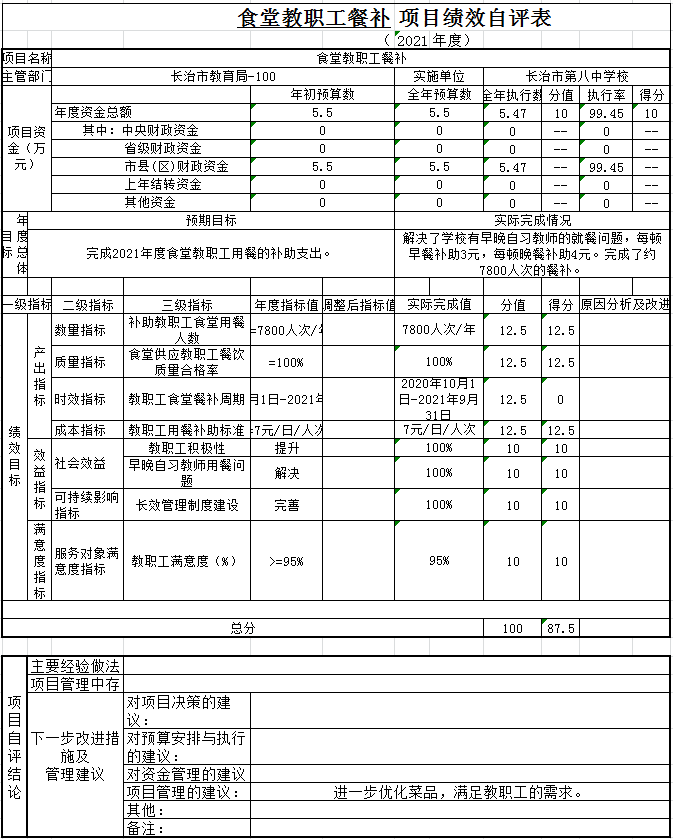 食堂教职工餐补 项目绩效自评表
（ 2021 年度）
项目名称 食堂教职工餐补
主管部门 长治市教育局-100 实施单位 长治市第八中学校
项目资金（万元） 年初预算数 全年预算数 全年执行数 分值 执行率 得分
年度资金总额 5.5 5.5 5.47 10 99.45 10
其中：中央财政资金 0 0 0 -- 0 --
省级财政资金 0 0 0 -- 0 --
市县(区)财政资金 5.5 5.5 5.47 -- 99.45 --
上年结转资金 0 0 0 -- 0 --
其他资金 0 0 0 -- 0 --
年度总体目标 预期目标 实际完成情况
完成2021年度食堂教职工用餐的补助支出。
解决了学校有早晚自习教师的就餐问题，每顿
早餐补助3元，每顿晚餐补助4元。完成了约
7800人次的餐补。
一级指标 二级指标 三级指标 年度指标值 调整后指标值 实际完成值 分值 得分 原因分析及改进
绩效目标
产出指标
数量指标 补助教职工食堂用餐人数 =7800人次/年 7800人次/年 12.5 12.5
质量指标 食堂供应教职工餐饮质量合格率 =100% 100% 12.5 12.5
时效指标 教职工食堂餐补周期 月1日-2021年 2020年10月1日-2021年9月31日 12.5 0
成本指标 教职工用餐补助标准 =7元/日/人次 7元/日/人次 12.5 12.5
效益指标
社会效益 教职工积极性 提升 100% 10 10
早晚自习教师用餐问题 解决 100% 10 10
可持续影响指标 长效管理制度建设 完善 100% 10 10
满意度指标
服务对象满意度指标 教职工满意度（%） >=95% 95% 10 10
总分 100 87.5
项目自评结论
主要经验做法
项目管理中存
下一步改进措施及
管理建议
对项目决策的建议：
对预算安排与执行的建议：
对资金管理的建议
项目管理的建议： 进一步优化菜品，满足教职工的需求。
其他：
备注：